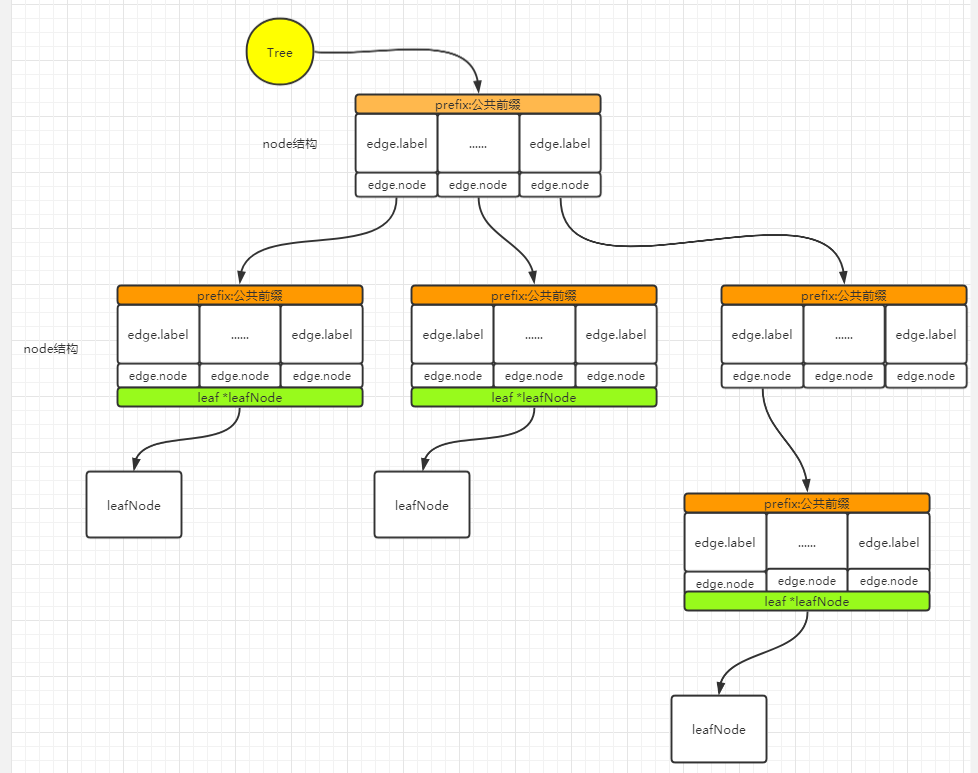 Tree
prefix:公共前缀
node结构
edge.label ...... edge.label
edge.node edge.node edge.node
prefix:公共前缀 prefix:公共前缀 prefix:公共前缀
edge.label ...... edge.label edge.label ...... edge.label edge.label ...... edge.label
node结构
edge.node edge.node edge.node edge.node edge.node edge.node edge.node edge.node edge.node
leaf *leafNode leaf *leafNode
leafNode leafNode
prefix:公共前缀
edge.label ...... edge.label
edge.node edge.node edge.node
leaf *leafNode
leafNode